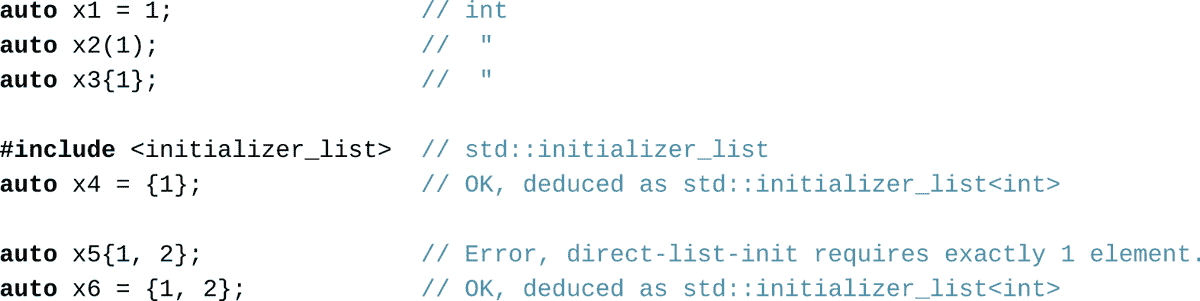 auto x1 = 1;                 // int
auto x2(1);                  //  "
auto x3{1};                  //  "

#include <initializer_list>  // std::initializer_list
auto x4 = {1};               // OK, deduced as std::initializer_list<int>

auto x5{1, 2};               // Error, direct-list-init requires exactly 1 element.
auto x6 = {1, 2};            // OK, deduced as std::initializer_list<int>